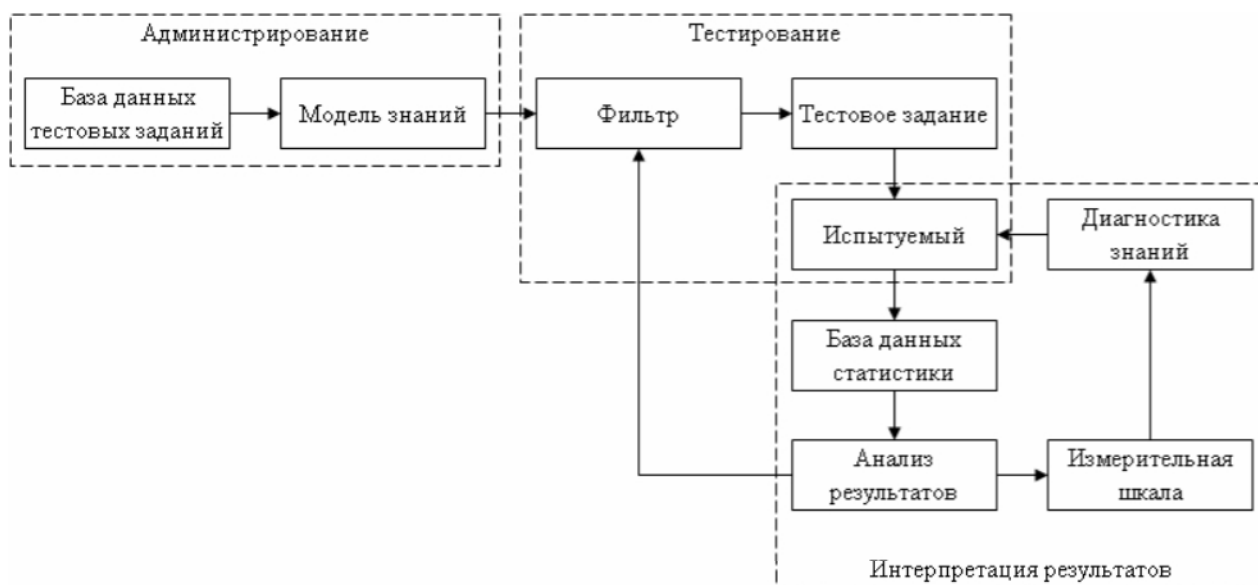 Администрирование
Тестирование
База данных
тестовых заданий
Модель знаний
Фильтр
Тестовое задание
Испытуемый
Диагностика
знаний
База данных
статистики
Анализ
результатов
Измерительная
шкала
Интерпретация результатов